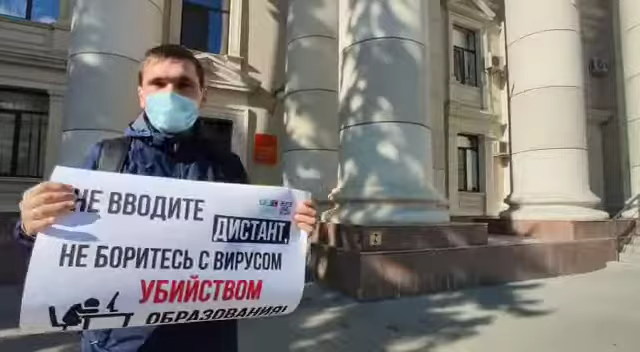 НЕ ВВОДИТЕ
ДИСТАНТ,
НЕ БОРИТЕСЬ С ВИРУСОМ
УБИЙСТВОМ
ОБРАЗОВАНИЯ!